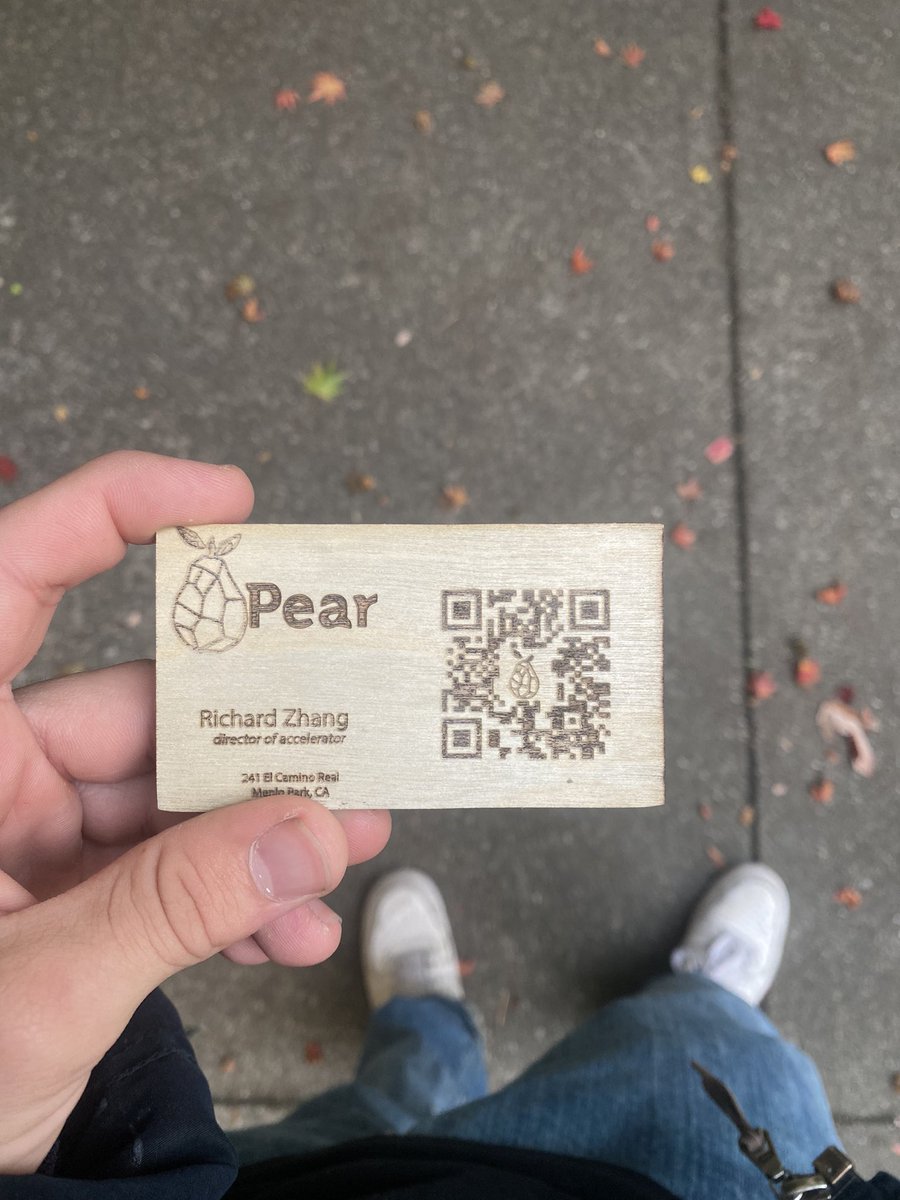 Pear
Richard Zhang
director of accelerator
241 El Camino Real
Menlo Park, CA